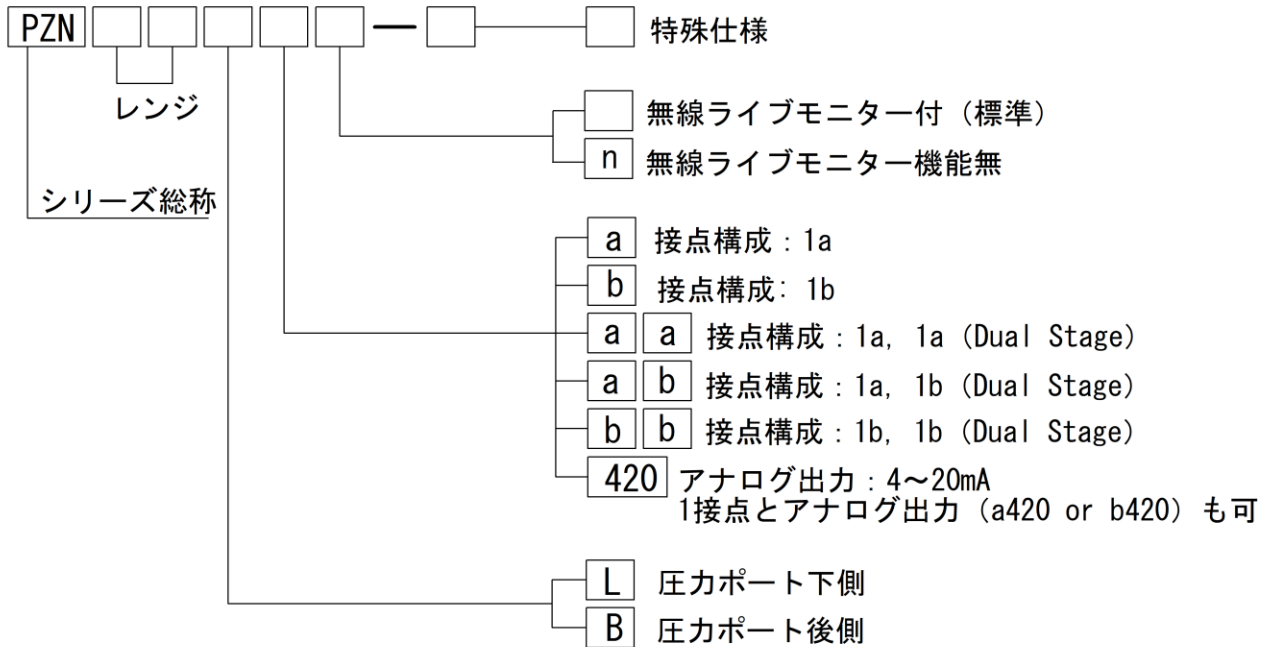 PZN
特殊仕様
レンジ
無線ライブモニター付（標準）
n 無線ライブモニター機能無
シリーズ総称
a 接点構成：1a
b 接点構成：1b
a a 接点構成：1a, 1a (Dual Stage)
a b 接点構成：1a, 1b (Dual Stage)
b b 接点構成：1b, 1b (Dual Stage)
420 アナログ出力：4～20mA
1接点とアナログ出力（a420 or b420）も可
L 圧力ポート下側
B 圧力ポート後側